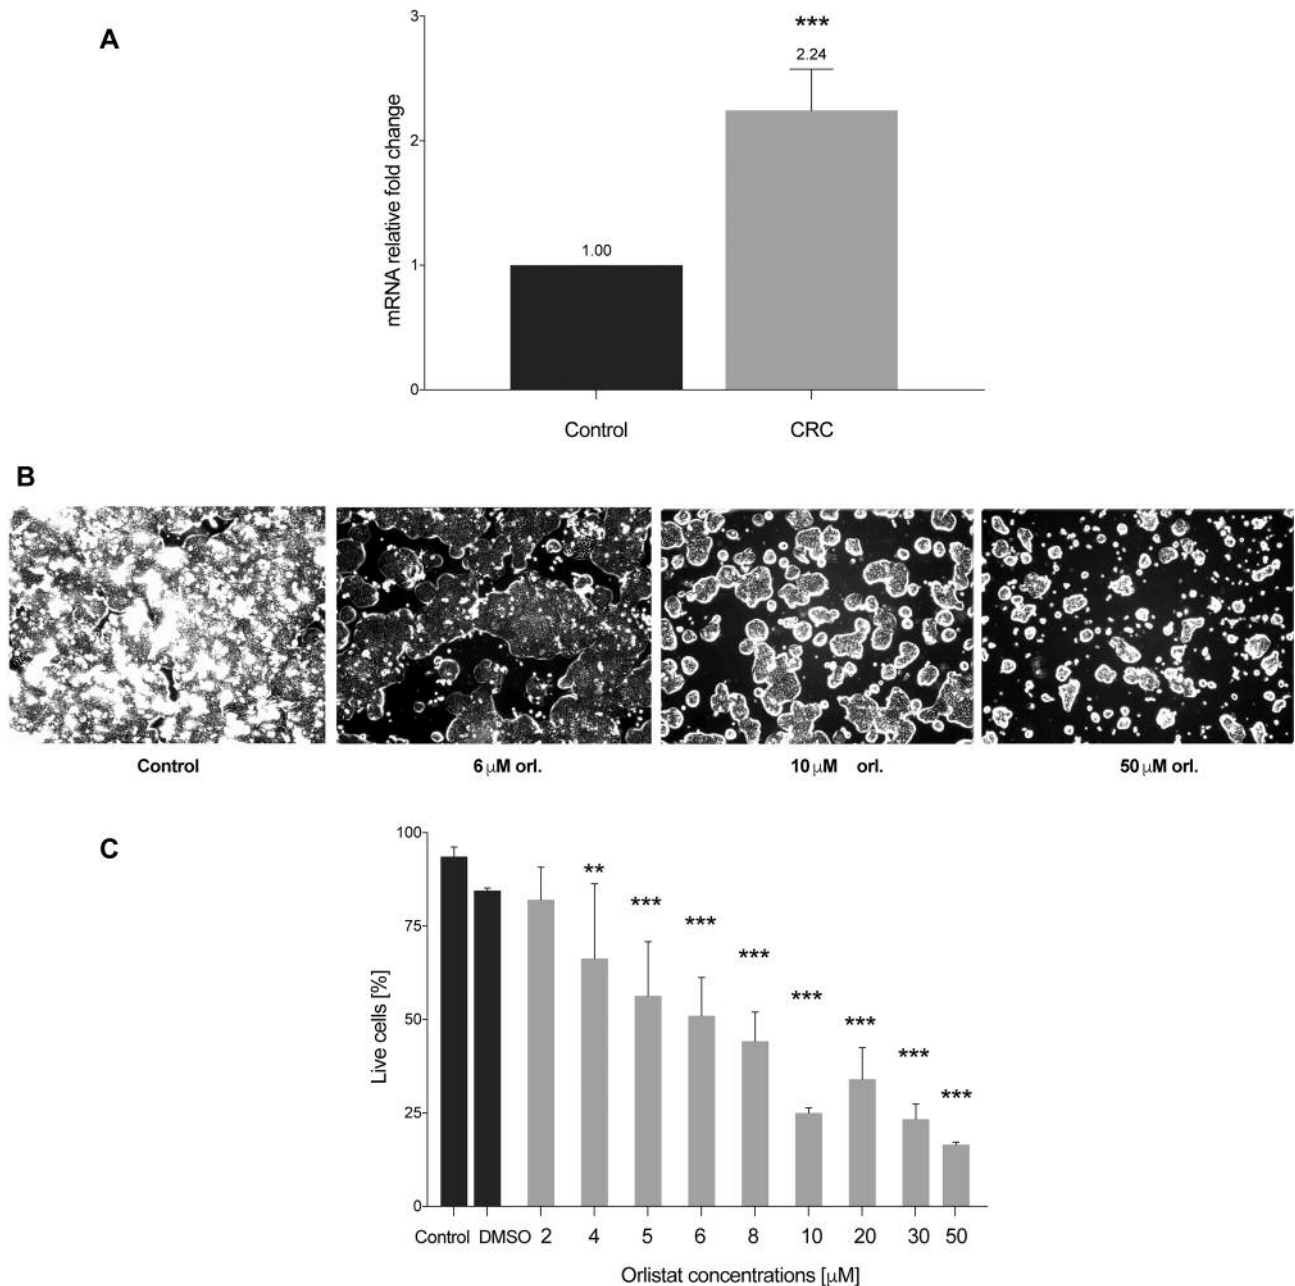 A
mRNA relative fold change
3
2
1
0
***
2.24
1.00
Control
CRC
B
Control
6 μM orl.
10 μM orl.
50 μM orl.
C
Live cells [%]
100
75
50
25
0
**
***
***
***
***
***
***
***
Control DMSO 2 4 5 6 8 10 20 30 50
Orlistat concentrations [μM]